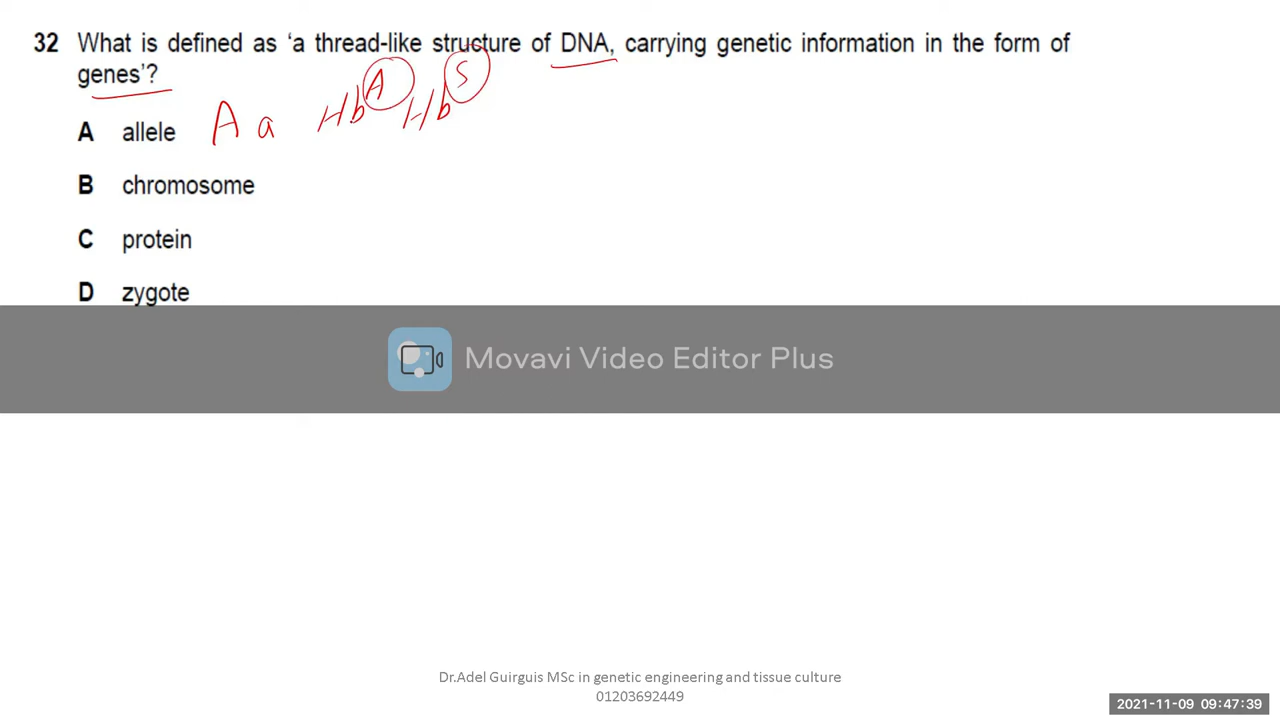 32 What is defined as ‘a thread-like structure of DNA, carrying genetic information in the form of
genes’?
A allele A a Hb^A Hb^S
B chromosome
C protein
D zygote
Movavi Video Editor Plus
Dr.Adel Guirguis MSc in genetic engineering and tissue culture
01203692449
2021-11-09 09:47:39